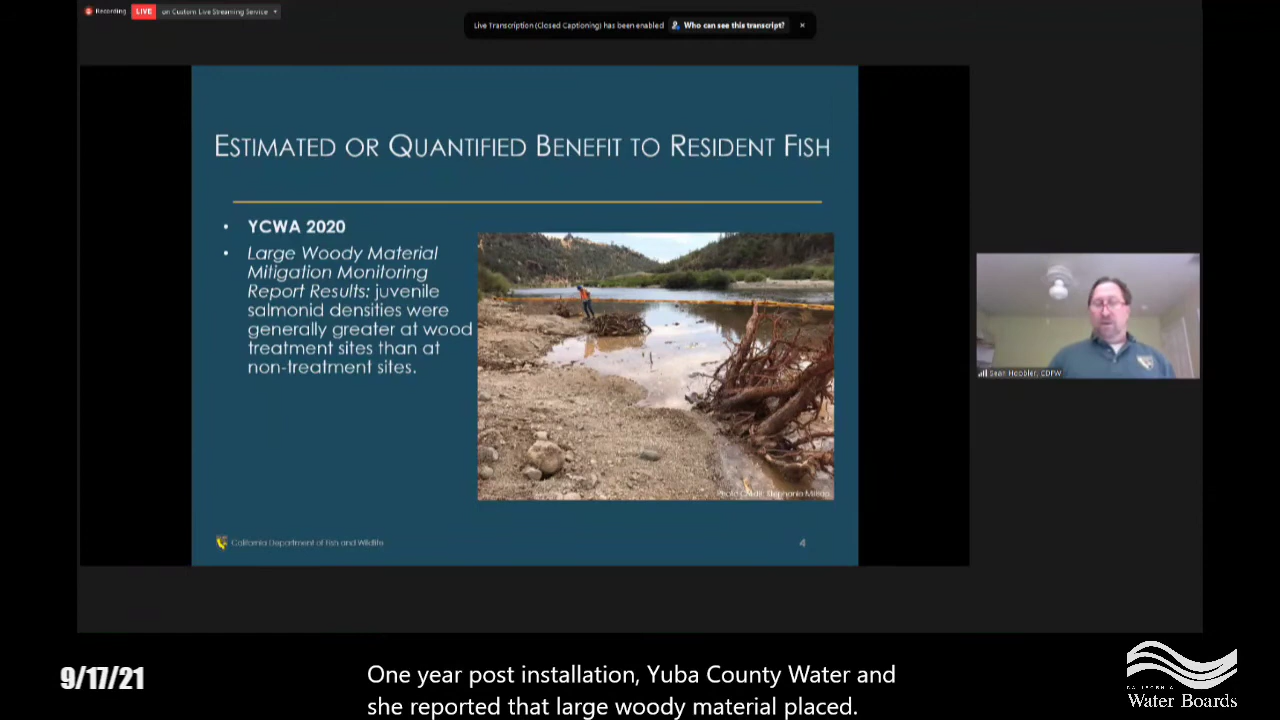 Recording
LIVE
on Custom Live Streaming Service
Live Transcription (Closed Captioning) has been enabled
Who can see this transcript?
ESTIMATED OR QUANTIFIED BENEFIT TO RESIDENT FISH
• YCWA 2020
• Large Woody Material
Mitigation Monitoring
Report Results: juvenile
salmonid densities were
generally greater at wood
treatment sites than at
non-treatment sites.
Photo Credit: Stephanie
California Department of Fish and Wildlife
4
Sean Hoobler, CDFW
9/17/21
One year post installation, Yuba County Water and
she reported that large woody material placed.
CALIFORNIA
Water Boards